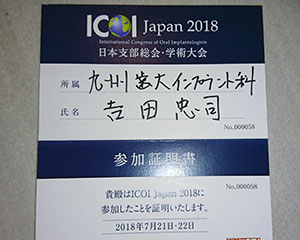 ICOI Japan 2018
International Congress of Oral Implantologists
日本支部総会・学術大会
所属 九州歯大インプラント科
氏名 吉田忠司
No.000058
参加証明書
No.000058
貴殿はICOI Japan 2018に
参加したことを証明いたします。
2018年7月21日・22日